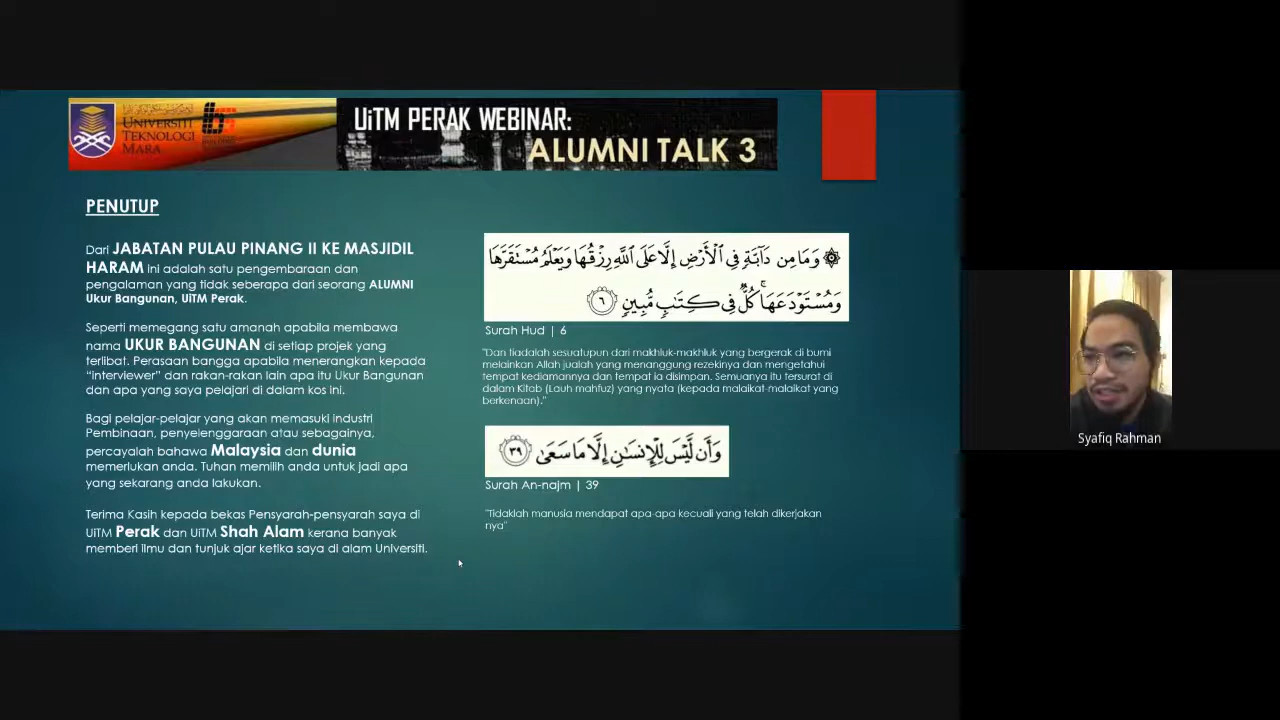 UNIVERSITI
TEKNOLOGI
MARA
UiTM PERAK WEBINAR:
ALUMNI TALK 3
PENUTUP
Dari JABATAN PULAU PINANG II KE MASJIDIL
HARAM ini adalah satu pengembaraan dan
pengalaman yang tidak seberapa dari seorang ALUMNI
Ukur Bangunan, UiTM Perak.
Seperti memegang satu amanah apabila membawa
nama UKUR BANGUNAN di setiap projek yang
terlibat. Perasaan bangga apabila menerangkan kepada
“interviewer” dan rakan-rakan lain apa itu Ukur Bangunan
dan apa yang saya pelajari di dalam kos ini.
Bagi pelajar-pelajar yang akan memasuki industri
Pembinaan, penyelenggaraan atau sebagainya,
percayalah bahawa Malaysia dan dunia
memerlukan anda. Tuhan memilih anda untuk jadi apa
yang sekarang anda lakukan.
Terima Kasih kepada bekas Pensyarah-pensyarah saya di
UiTM Perak dan UiTM Shah Alam kerana banyak
memberi ilmu dan tunjuk ajar ketika saya di alam Universiti.
۞ وَمَا مِن دَآبَّةٍ فِي ٱلْأَرْضِ إِلَّا عَلَى ٱللَّهِ رِزْقُهَا وَيَعْلَمُ مُسْتَقَرَّهَا
وَمُسْتَوْدَعَهَا ۚ كُلٌّ فِي كِتَٰبٍ مُّبِينٍ ٦
Surah Hud | 6
"Dan tiadalah sesuatupun dari makhluk-makhluk yang bergerak di bumi
melainkan Allah jualah yang menanggung rezekinya dan mengetahui
tempat kediamannya dan tempat ia disimpan. Semuanya itu tersurat di
dalam Kitab (Lauh mahfuz) yang nyata (kepada malaikat-malaikat yang
berkenaan)."
وَأَن لَّيْسَ لِلْإِنسَٰنِ إِلَّا مَا سَعَىٰ ٣٩
Surah An-najm | 39
"Tidaklah manusia mendapat apa-apa kecuali yang telah dikerjakan
nya"
Syafiq Rahman